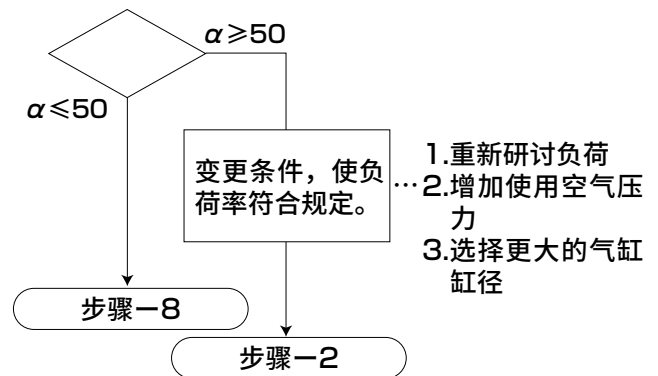 α≥50
α≤50
变更条件，使负
荷率符合规定。
…
1.重新研讨负荷
2.增加使用空气压
力
3.选择更大的气缸
缸径
步骤－8
步骤－2